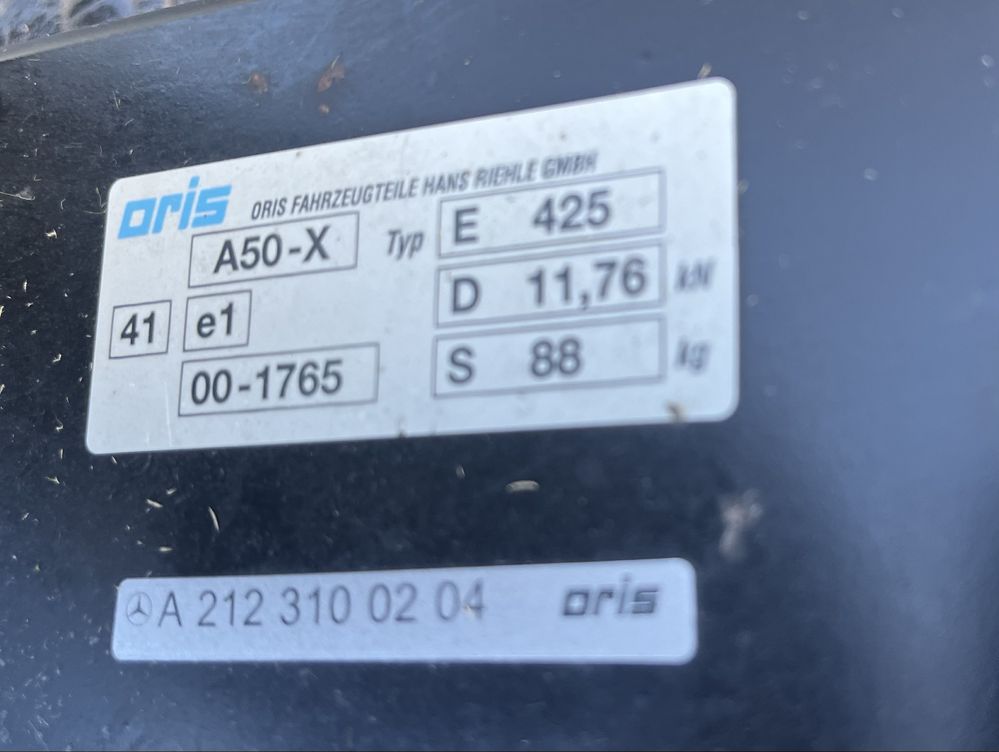 oris ORIS FAHRZEUGTEILE HANS RIEHLE GMBH
A50-X Typ E 425
41 e1 D 11,76 kN
00-1765 S 88 kg
A 212 310 02 04 oris